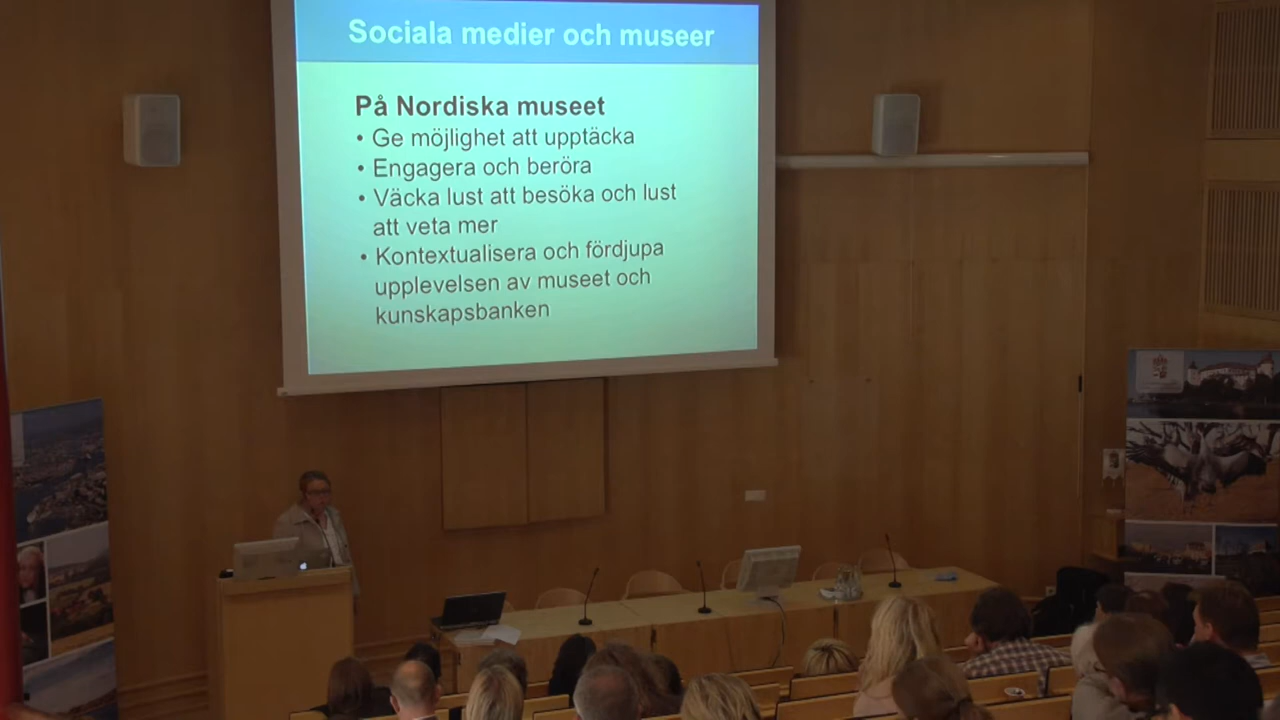 Sociala medier och museer
På Nordiska museet
• Ge möjlighet att upptäcka
• Engagera och beröra
• Väcka lust att besöka och lust
att veta mer
• Kontextualisera och fördjupa
upplevelsen av museet och
kunskapsbanken